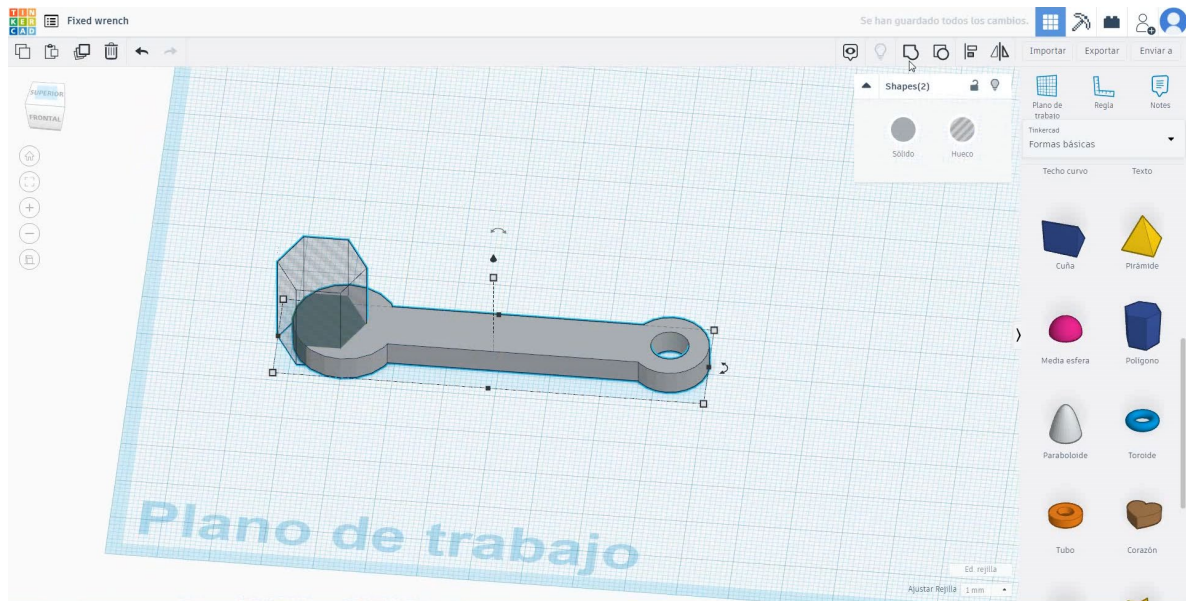 TIN
KER
CAD
Fixed wrench
Se han guardado todos los cambios.
Importar
Exportar
Enviar a
SUPERIOR
FRONTAL
Shapes(2)
Sólido
Hueco
Plano de
trabajo
Regla
Notes
Tinkercad
Formas básicas
Techo curvo
Texto
Cuña
Pirámide
Media esfera
Polígono
Paraboloide
Toroide
Tubo
Corazón
Plano de trabajo
Ed. rejilla
Ajustar Rejilla
1 mm